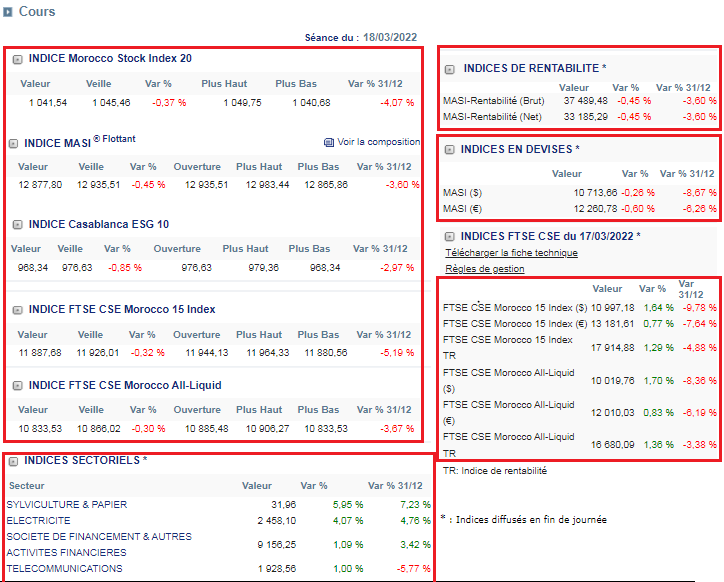 Cours
Séance du : 18/03/2022
INDICE Morocco Stock Index 20
Valeur Veille Var % Plus Haut Plus Bas Var % 31/12
1 041,54 1 045,46 -0,37 % 1 049,75 1 040,68 -4,07 %
INDICE MASI ® Flottant Voir la composition
Valeur Veille Var % Ouverture Plus Haut Plus Bas Var % 31/12
12 877,80 12 935,51 -0,45 % 12 935,51 12 983,44 12 865,86 -3,60 %
INDICE Casablanca ESG 10
Valeur Veille Var % Ouverture Plus Haut Plus Bas Var % 31/12
968,34 976,63 -0,85 % 976,63 979,36 968,34 -2,97 %
INDICE FTSE CSE Morocco 15 Index
Valeur Veille Var % Ouverture Plus Haut Plus Bas Var % 31/12
11 887,68 11 926,01 -0,32 % 11 944,13 11 964,33 11 880,56 -5,19 %
INDICE FTSE CSE Morocco All-Liquid
Valeur Veille Var % Ouverture Plus Haut Plus Bas Var % 31/12
10 833,53 10 866,02 -0,30 % 10 885,48 10 906,27 10 833,53 -3,67 %
INDICES SECTORIELS *
Secteur Valeur Var % Var % 31/12
SYLVICULTURE & PAPIER 31,96 5,95 % 7,23 %
ELECTRICITE 2 458,10 4,07 % 4,76 %
SOCIETE DE FINANCEMENT & AUTRES
ACTIVITES FINANCIERES 9 156,25 1,09 % 3,42 %
TELECOMMUNICATIONS 1 928,56 1,00 % -5,77 %
INDICES DE RENTABILITE *
Valeur Var % Var % 31/12
MASI-Rentabilité (Brut) 37 489,48 -0,45 % -3,60 %
MASI-Rentabilité (Net) 33 185,29 -0,45 % -3,60 %
INDICES EN DEVISES *
Valeur Var % Var % 31/12
MASI ($) 10 713,66 -0,26 % -8,67 %
MASI (€) 12 260,78 -0,60 % -6,26 %
INDICES FTSE CSE du 17/03/2022 *
Télécharger la fiche technique
Règles de gestion
Valeur Var % Var
31/12
FTSE CSE Morocco 15 Index ($) 10 997,18 1,64 % -9,78 %
FTSE CSE Morocco 15 Index (€) 13 181,61 0,77 % -7,64 %
FTSE CSE Morocco 15 Index
TR 17 914,88 1,29 % -4,88 %
FTSE CSE Morocco All-Liquid
($) 10 019,76 1,70 % -8,36 %
FTSE CSE Morocco All-Liquid
(€) 12 010,03 0,83 % -6,19 %
FTSE CSE Morocco All-Liquid
TR 16 680,09 1,36 % -3,38 %
TR: Indice de rentabilité
* : Indices diffusés en fin de journée